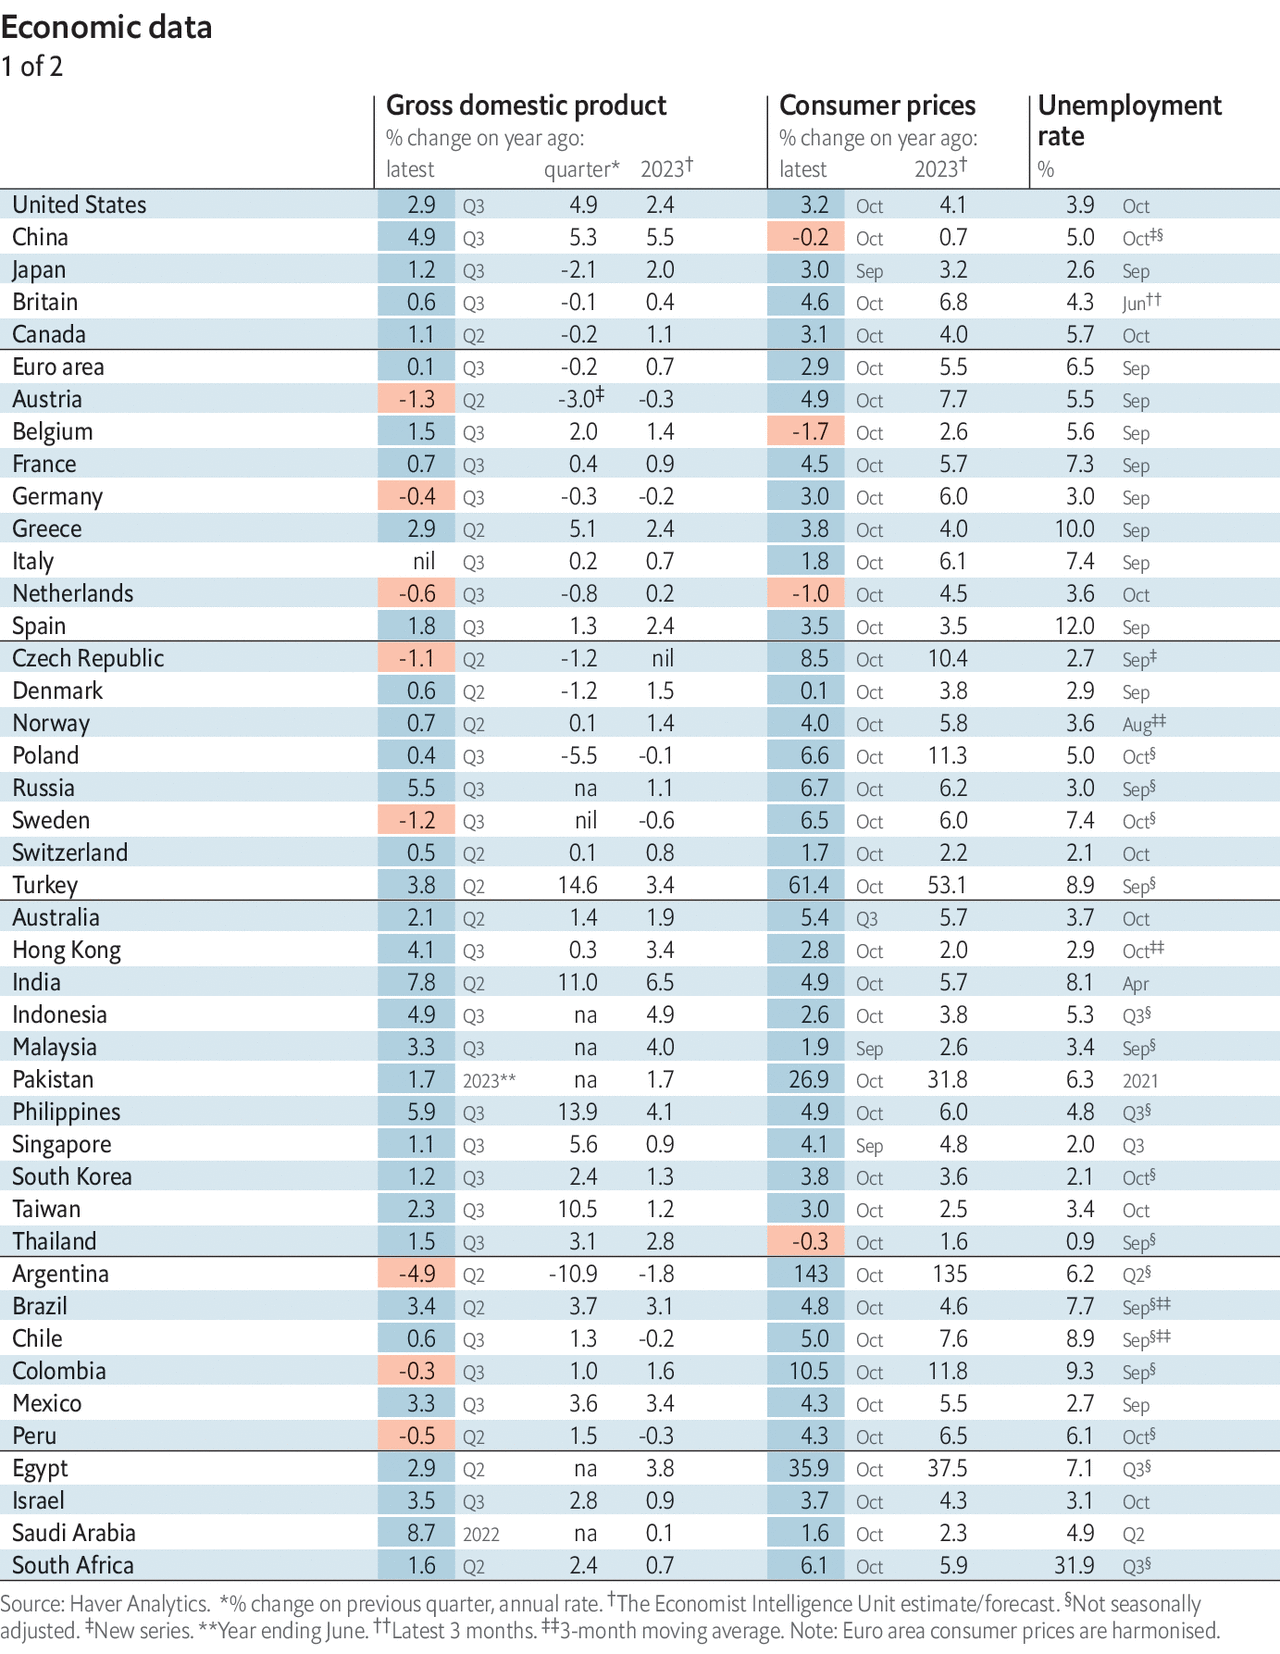 Economic data
1 of 2
Gross domestic product Consumer prices Unemployment
% change on year ago: % change on year ago: rate
latest quarter* 2023† latest 2023† %
United States 2.9 Q3 4.9 2.4 3.2 Oct 4.1 3.9 Oct
China 4.9 Q3 5.3 5.5 -0.2 Oct 0.7 5.0 Oct‡§
Japan 1.2 Q3 -2.1 2.0 3.0 Sep 3.2 2.6 Sep
Britain 0.6 Q3 -0.1 0.4 4.6 Oct 6.8 4.3 Jun††
Canada 1.1 Q2 -0.2 1.1 3.1 Oct 4.0 5.7 Oct
Euro area 0.1 Q3 -0.2 0.7 2.9 Oct 5.5 6.5 Sep
Austria -1.3 Q2 -3.0‡ -0.3 4.9 Oct 7.7 5.5 Sep
Belgium 1.5 Q3 2.0 1.4 -1.7 Oct 2.6 5.6 Sep
France 0.7 Q3 0.4 0.9 4.5 Oct 5.7 7.3 Sep
Germany -0.4 Q3 -0.3 -0.2 3.0 Oct 6.0 3.0 Sep
Greece 2.9 Q2 5.1 2.4 3.8 Oct 4.0 10.0 Sep
Italy nil Q3 0.2 0.7 1.8 Oct 6.1 7.4 Sep
Netherlands -0.6 Q3 -0.8 0.2 -1.0 Oct 4.5 3.6 Oct
Spain 1.8 Q3 1.3 2.4 3.5 Oct 3.5 12.0 Sep
Czech Republic -1.1 Q2 -1.2 nil 8.5 Oct 10.4 2.7 Sep‡
Denmark 0.6 Q2 -1.2 1.5 0.1 Oct 3.8 2.9 Sep
Norway 0.7 Q2 0.1 1.4 4.0 Oct 5.8 3.6 Aug‡‡
Poland 0.4 Q3 -5.5 -0.1 6.6 Oct 11.3 5.0 Oct§
Russia 5.5 Q3 na 1.1 6.7 Oct 6.2 3.0 Sep§
Sweden -1.2 Q3 nil -0.6 6.5 Oct 6.0 7.4 Oct§
Switzerland 0.5 Q2 0.1 0.8 1.7 Oct 2.2 2.1 Oct
Turkey 3.8 Q2 14.6 3.4 61.4 Oct 53.1 8.9 Sep§
Australia 2.1 Q2 1.4 1.9 5.4 Q3 5.7 3.7 Oct
Hong Kong 4.1 Q3 0.3 3.4 2.8 Oct 2.0 2.9 Oct‡‡
India 7.8 Q2 11.0 6.5 4.9 Oct 5.7 8.1 Apr
Indonesia 4.9 Q3 na 4.9 2.6 Oct 3.8 5.3 Q3§
Malaysia 3.3 Q3 na 4.0 1.9 Sep 2.6 3.4 Sep§
Pakistan 1.7 2023** na 1.7 26.9 Oct 31.8 6.3 2021
Philippines 5.9 Q3 13.9 4.1 4.9 Oct 6.0 4.8 Q3§
Singapore 1.1 Q3 5.6 0.9 4.1 Sep 4.8 2.0 Q3
South Korea 1.2 Q3 2.4 1.3 3.8 Oct 3.6 2.1 Oct§
Taiwan 2.3 Q3 10.5 1.2 3.0 Oct 2.5 3.4 Oct
Thailand 1.5 Q3 3.1 2.8 -0.3 Oct 1.6 0.9 Sep§
Argentina -4.9 Q2 -10.9 -1.8 143 Oct 135 6.2 Q2§
Brazil 3.4 Q2 3.7 3.1 4.8 Oct 4.6 7.7 Sep§‡‡
Chile 0.6 Q3 1.3 -0.2 5.0 Oct 7.6 8.9 Sep§‡‡
Colombia -0.3 Q3 1.0 1.6 10.5 Oct 11.8 9.3 Sep§
Mexico 3.3 Q3 3.6 3.4 4.3 Oct 5.5 2.7 Sep
Peru -0.5 Q2 1.5 -0.3 4.3 Oct 6.5 6.1 Oct§
Egypt 2.9 Q2 na 3.8 35.9 Oct 37.5 7.1 Q3§
Israel 3.5 Q3 2.8 0.9 3.7 Oct 4.3 3.1 Oct
Saudi Arabia 8.7 2022 na 0.1 1.6 Oct 2.3 4.9 Q2
South Africa 1.6 Q2 2.4 0.7 6.1 Oct 5.9 31.9 Q3§
Source: Haver Analytics. *% change on previous quarter, annual rate. †The Economist Intelligence Unit estimate/forecast. §Not seasonally
adjusted. ‡New series. **Year ending June. ††Latest 3 months. ‡‡3-month moving average. Note: Euro area consumer prices are harmonised.